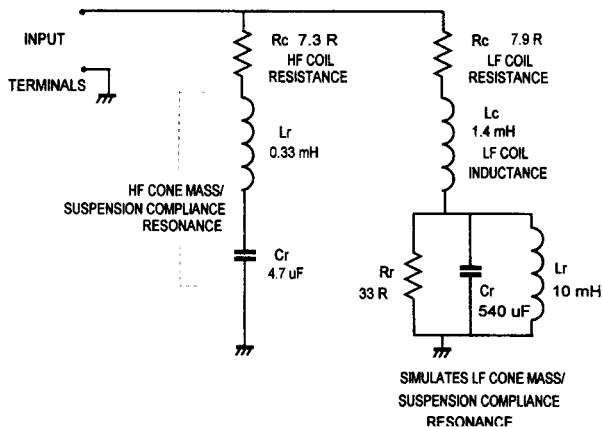 INPUT
TERMINALS
Rc 7.3 R
HF COIL
RESISTANCE
Lr
0.33 mH
HF CONE MASS/
SUSPENSION COMPLIANCE
RESONANCE
Cr
4.7 uF
Rc 7.9 R
LF COIL
RESISTANCE
Lc
1.4 mH
LF COIL
INDUCTANCE
Rr
33 R
Cr
540 uF
Lr
10 mH
SIMULATES LF CONE MASS/
SUSPENSION COMPLIANCE
RESONANCE